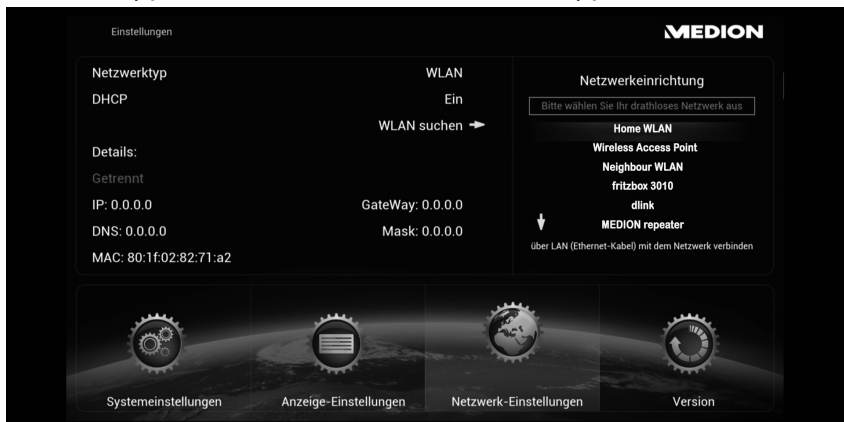 Einstellungen
MEDION
Netzwerktyp WLAN
DHCP Ein
WLAN suchen
Details:
Getrennt
IP: 0.0.0.0 GateWay: 0.0.0.0
DNS: 0.0.0.0 Mask: 0.0.0.0
MAC: 80:1f:02:82:71:a2
Netzwerkeinrichtung
Bitte wählen Sie Ihr drathloses Netzwerk aus
Home WLAN
Wireless Access Point
Neighbour WLAN
fritzbox 3010
dlink
MEDION repeater
über LAN (Ethernet-Kabel) mit dem Netzwerk verbinden
Systemeinstellungen
Anzeige-Einstellungen
Netzwerk-Einstellungen
Version